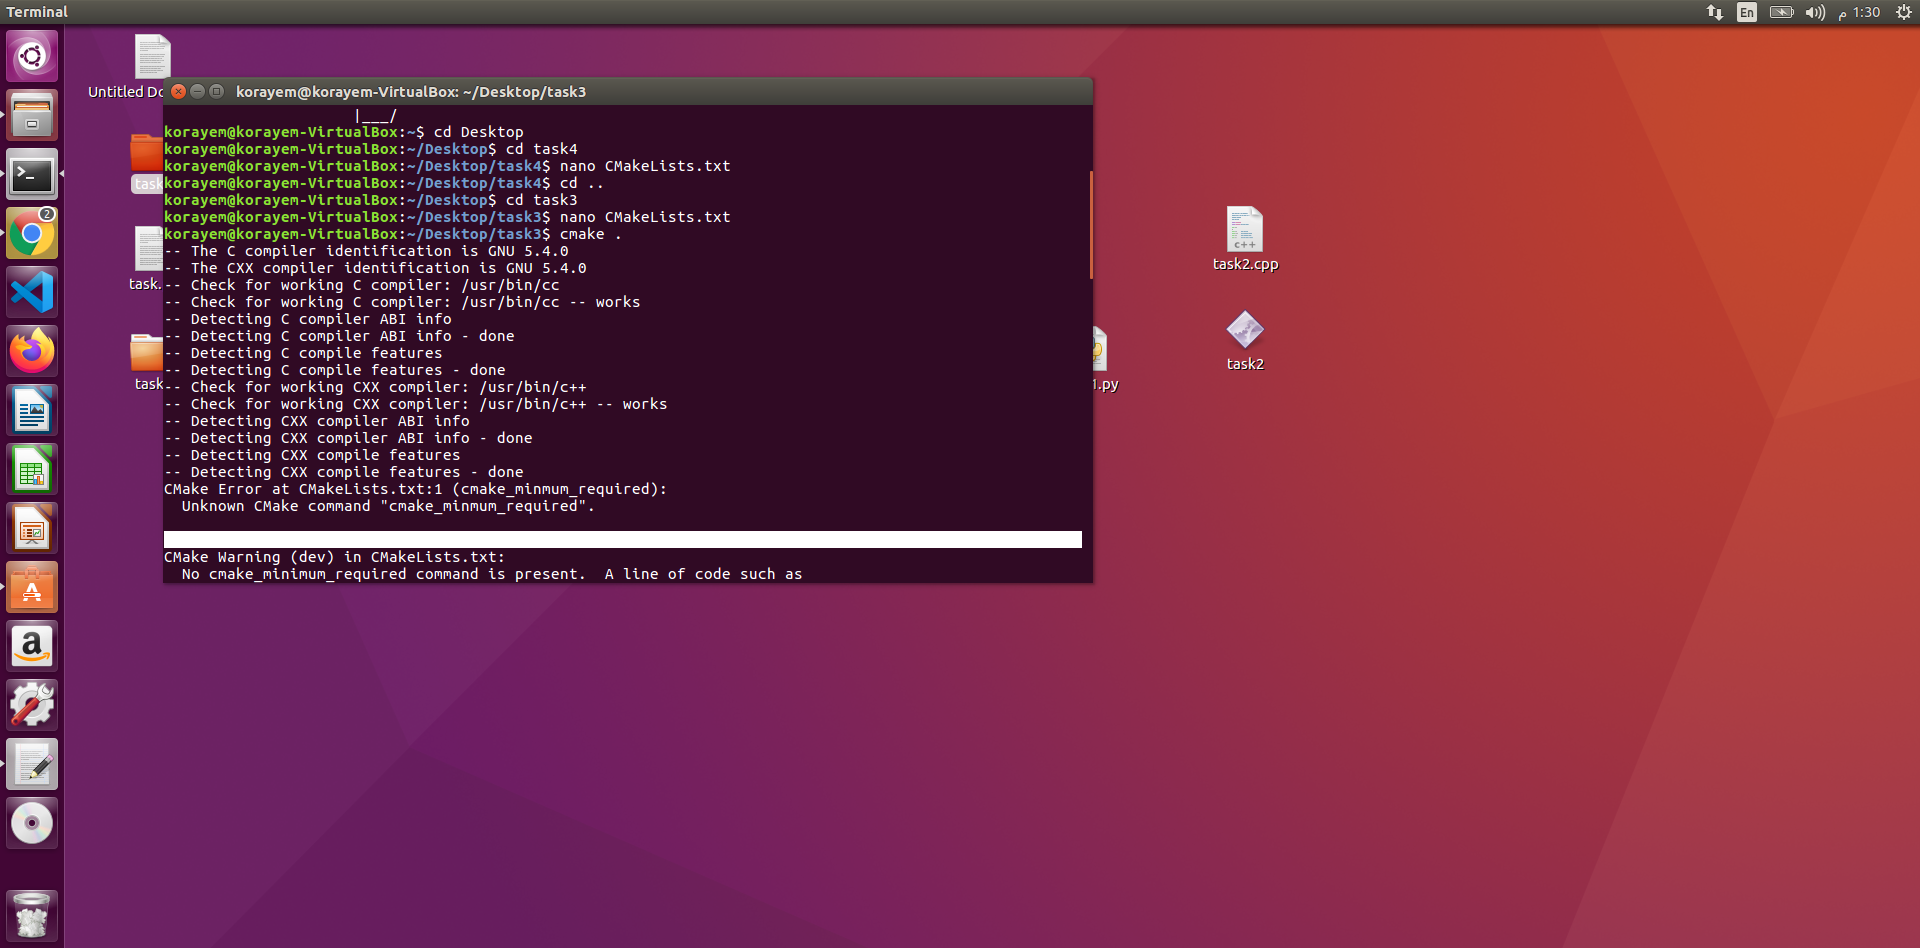 Terminal
En
م 1:30
Untitled Do
korayem@korayem-VirtualBox: ~/Desktop/task3
|___/
korayem@korayem-VirtualBox:~$ cd Desktop
korayem@korayem-VirtualBox:~/Desktop$ cd task4
korayem@korayem-VirtualBox:~/Desktop/task4$ nano CMakeLists.txt
korayem@korayem-VirtualBox:~/Desktop/task4$ cd ..
korayem@korayem-VirtualBox:~/Desktop$ cd task3
korayem@korayem-VirtualBox:~/Desktop/task3$ nano CMakeLists.txt
korayem@korayem-VirtualBox:~/Desktop/task3$ cmake .
-- The C compiler identification is GNU 5.4.0
-- The CXX compiler identification is GNU 5.4.0
-- Check for working C compiler: /usr/bin/cc
-- Check for working C compiler: /usr/bin/cc -- works
-- Detecting C compiler ABI info
-- Detecting C compiler ABI info - done
-- Detecting C compile features
-- Detecting C compile features - done
-- Check for working CXX compiler: /usr/bin/c++
-- Check for working CXX compiler: /usr/bin/c++ -- works
-- Detecting CXX compiler ABI info
-- Detecting CXX compiler ABI info - done
-- Detecting CXX compile features
-- Detecting CXX compile features - done
CMake Error at CMakeLists.txt:1 (cmake_minmum_required):
Unknown CMake command "cmake_minmum_required".
CMake Warning (dev) in CMakeLists.txt:
No cmake_minimum_required command is present.  A line of code such as
task
task.
task
1.py
c++
task2.cpp
task2
2
a